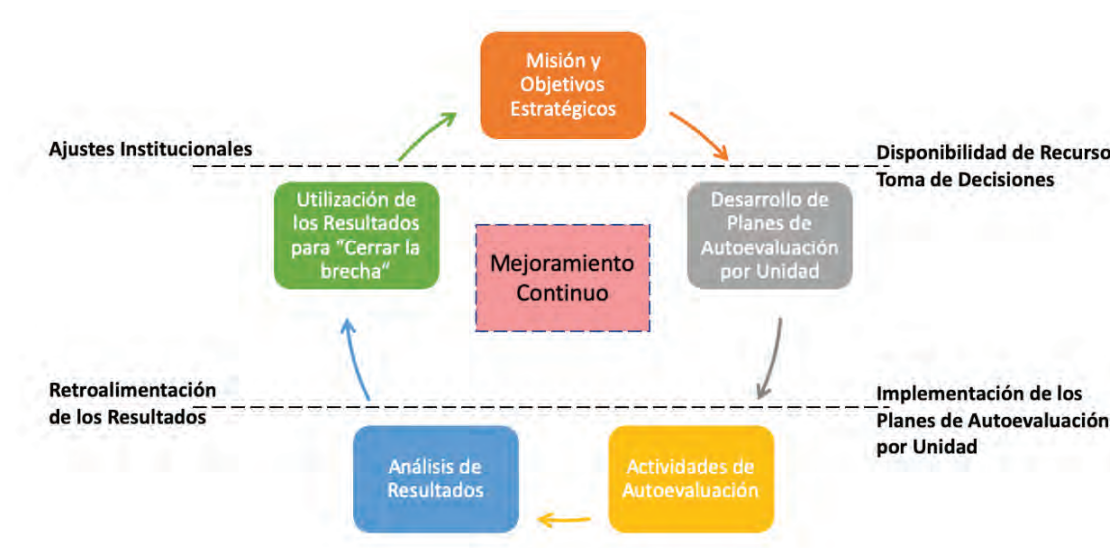 Misión y
Objetivos
Estratégicos
Ajustes Institucionales
Disponibilidad de Recurso
Toma de Decisiones
Utilización de
los Resultados
para “Cerrar la
brecha”
Mejoramiento
Continuo
Desarrollo de
Planes de
Autoevaluación
por Unidad
Retroalimentación
de los Resultados
Implementación de los
Planes de Autoevaluación
por Unidad
Análisis de
Resultados
Actividades de
Autoevaluación